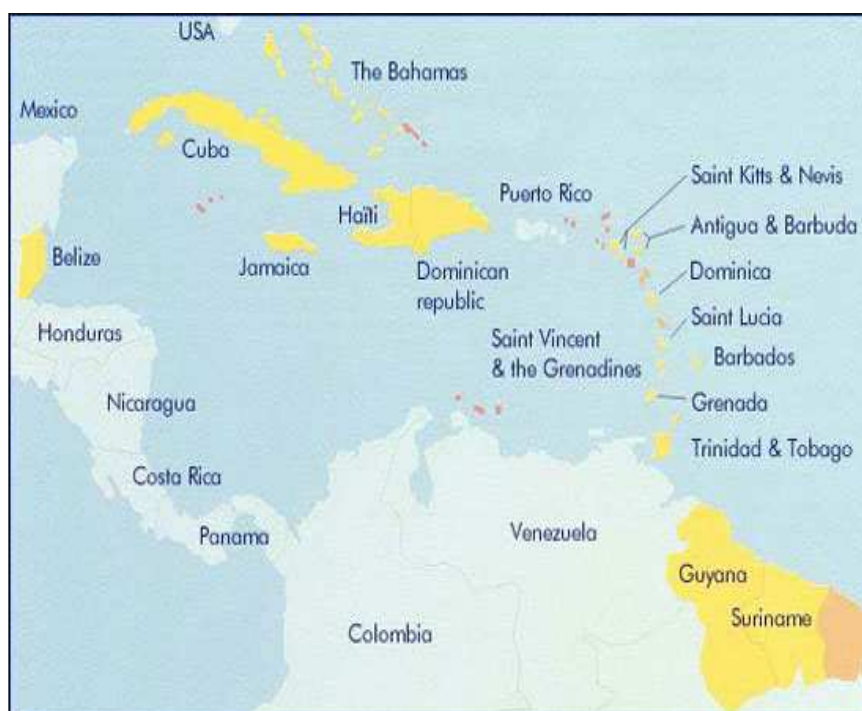 USA
The Bahamas
Mexico
Cuba
Saint Kitts & Nevis
Puerto Rico
Haïti
Antigua & Barbuda
Belize
Jamaica
Dominican
republic
Dominica
Saint Lucia
Honduras
Saint Vincent
& the Grenadines
Barbados
Nicaragua
Grenada
Trinidad & Tobago
Costa Rica
Panama
Venezuela
Guyana
Suriname
Colombia